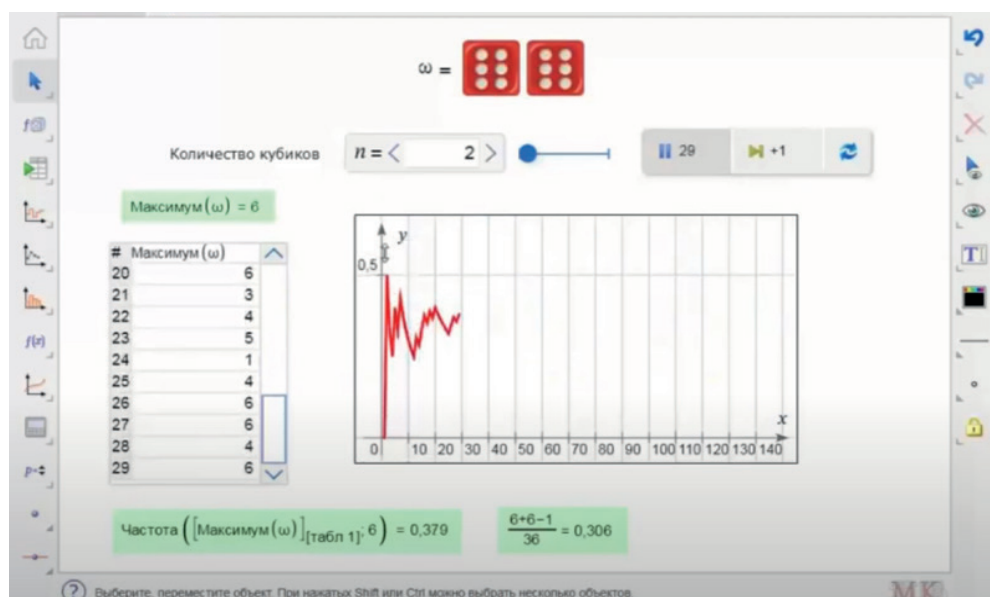 ω =
Количество кубиков
n = < 2 >
29
+1
Максимум(ω) = 6
# Максимум(ω)
20 6
21 3
22 4
23 5
24 1
25 4
26 6
27 6
28 4
29 6
y
0,5
x
0 10 20 30 40 50 60 70 80 90 100 110 120 130 140
Частота([Максимум(ω)][табл 1]; 6) = 0,379
6+6−1
36
= 0,306
f(x)
T
? Выберите, переместите объект. При нажатых Shift или Ctrl можно выбрать несколько объектов.
МК